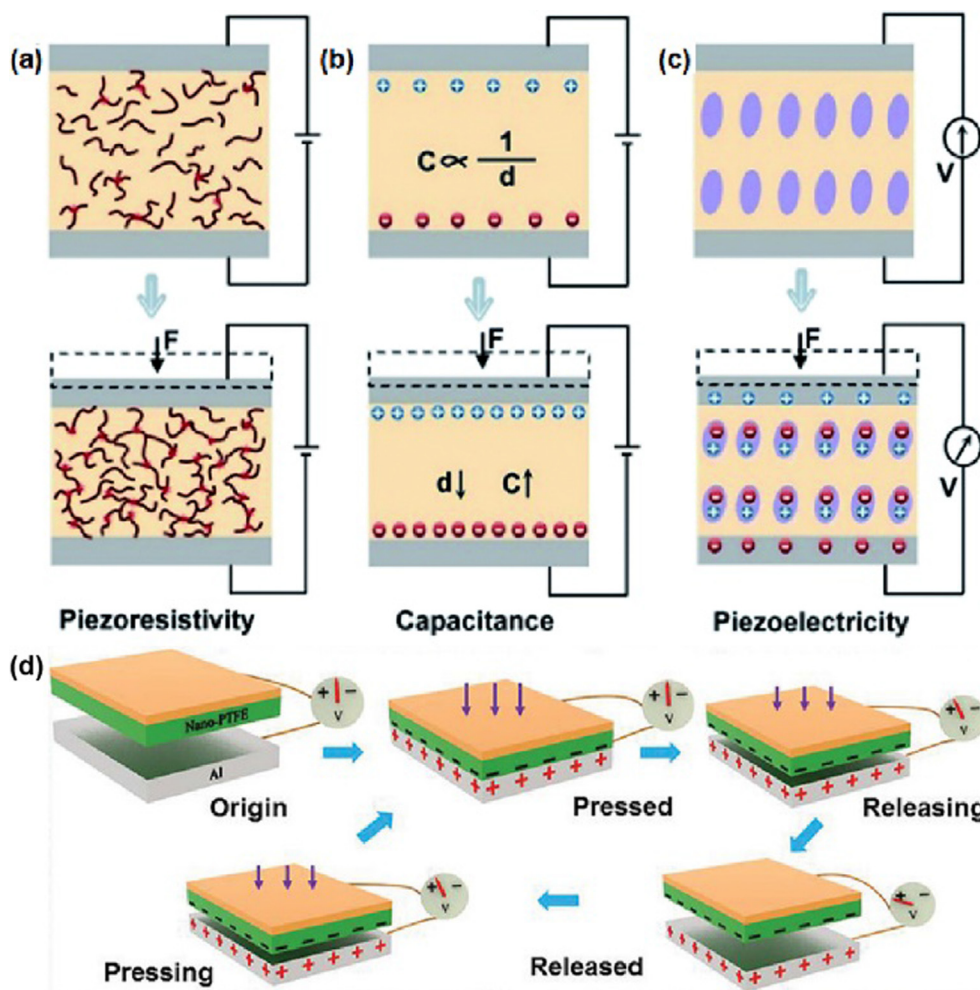 (a)
(b)
(c)
C ∝ 1/d
V
F
F
F
d↓ C↑
V
Piezoresistivity
Capacitance
Piezoelectricity
(d)
Nano-PTFE
Al
+ −
V
Origin
+ −
V
Pressed
+ −
V
Releasing
+ −
V
Pressing
+ −
V
Released